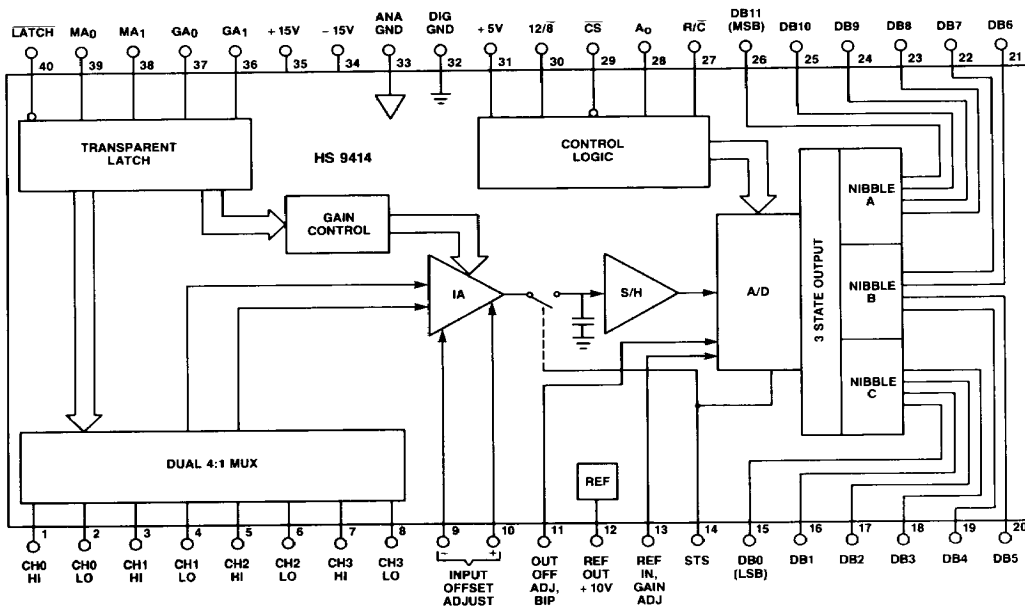 LATCH MA0 MA1 GA0 GA1 +15V -15V ANA GND DIG GND +5V 12/8 CS A0 R/C DB11 (MSB) DB10 DB9 DB8 DB7 DB6
40 39 38 37 36 35 34 33 32 31 30 29 28 27 26 25 24 23 22 21
TRANSPARENT
LATCH
HS 9414
CONTROL
LOGIC
GAIN
CONTROL
IA
S/H
A/D
3 STATE OUTPUT
NIBBLE
A
NIBBLE
B
NIBBLE
C
DUAL 4:1 MUX
REF
1 2 3 4 5 6 7 8 9 10 11 12 13 14 15 16 17 18 19 20
- +
CH0 HI
CH0 LO
CH1 HI
CH1 LO
CH2 HI
CH2 LO
CH3 HI
CH3 LO
INPUT
OFFSET
ADJUST
OUT
OFF
ADJ,
BIP
REF
OUT
+10V
REF
IN,
GAIN
ADJ
STS
DB0
(LSB)
DB1
DB2
DB3
DB4
DB5